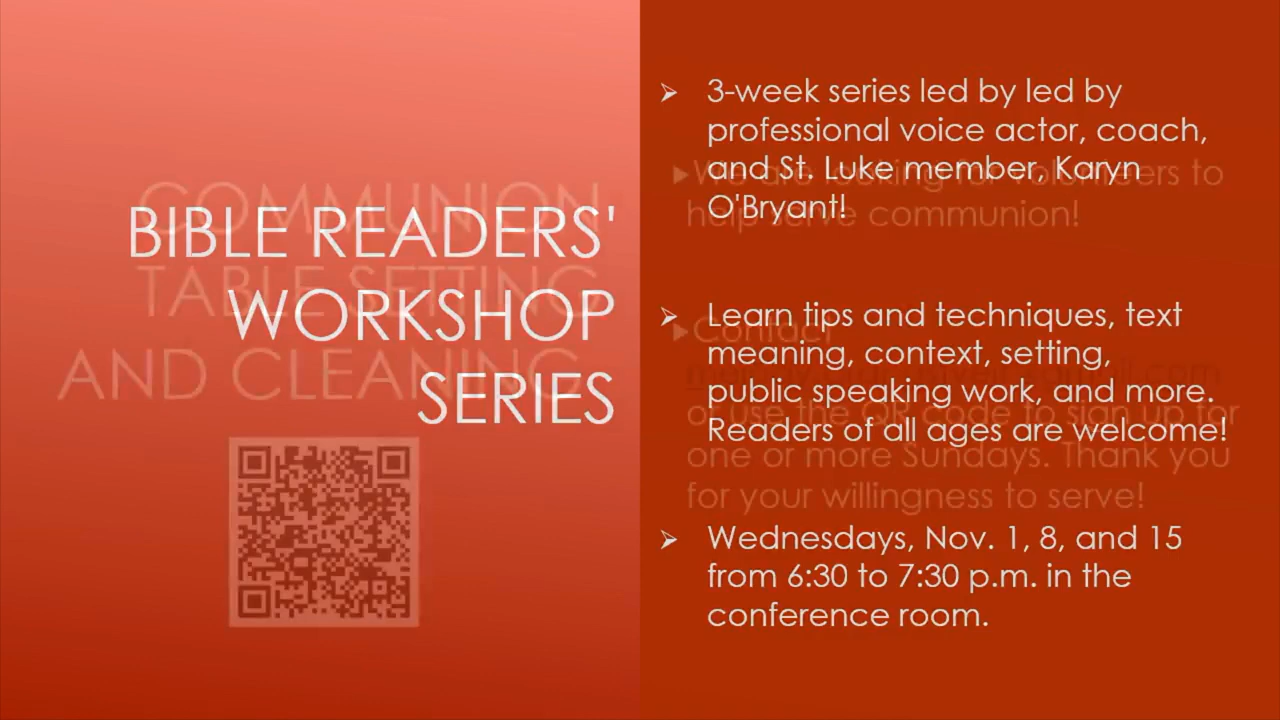 BIBLE READERS'
WORKSHOP
SERIES
COMMUNION
TABLE SETTING
AND CLEANING
3-week series led by led by
professional voice actor, coach,
and St. Luke member, Karyn
O'Bryant!
Learn tips and techniques, text
meaning, context, setting,
public speaking work, and more.
Readers of all ages are welcome!
Wednesdays, Nov. 1, 8, and 15
from 6:30 to 7:30 p.m. in the
conference room.
We are looking for volunteers to
help serve communion!
Contact
or use the QR code to sign up for
one or more Sundays. Thank you
for your willingness to serve!